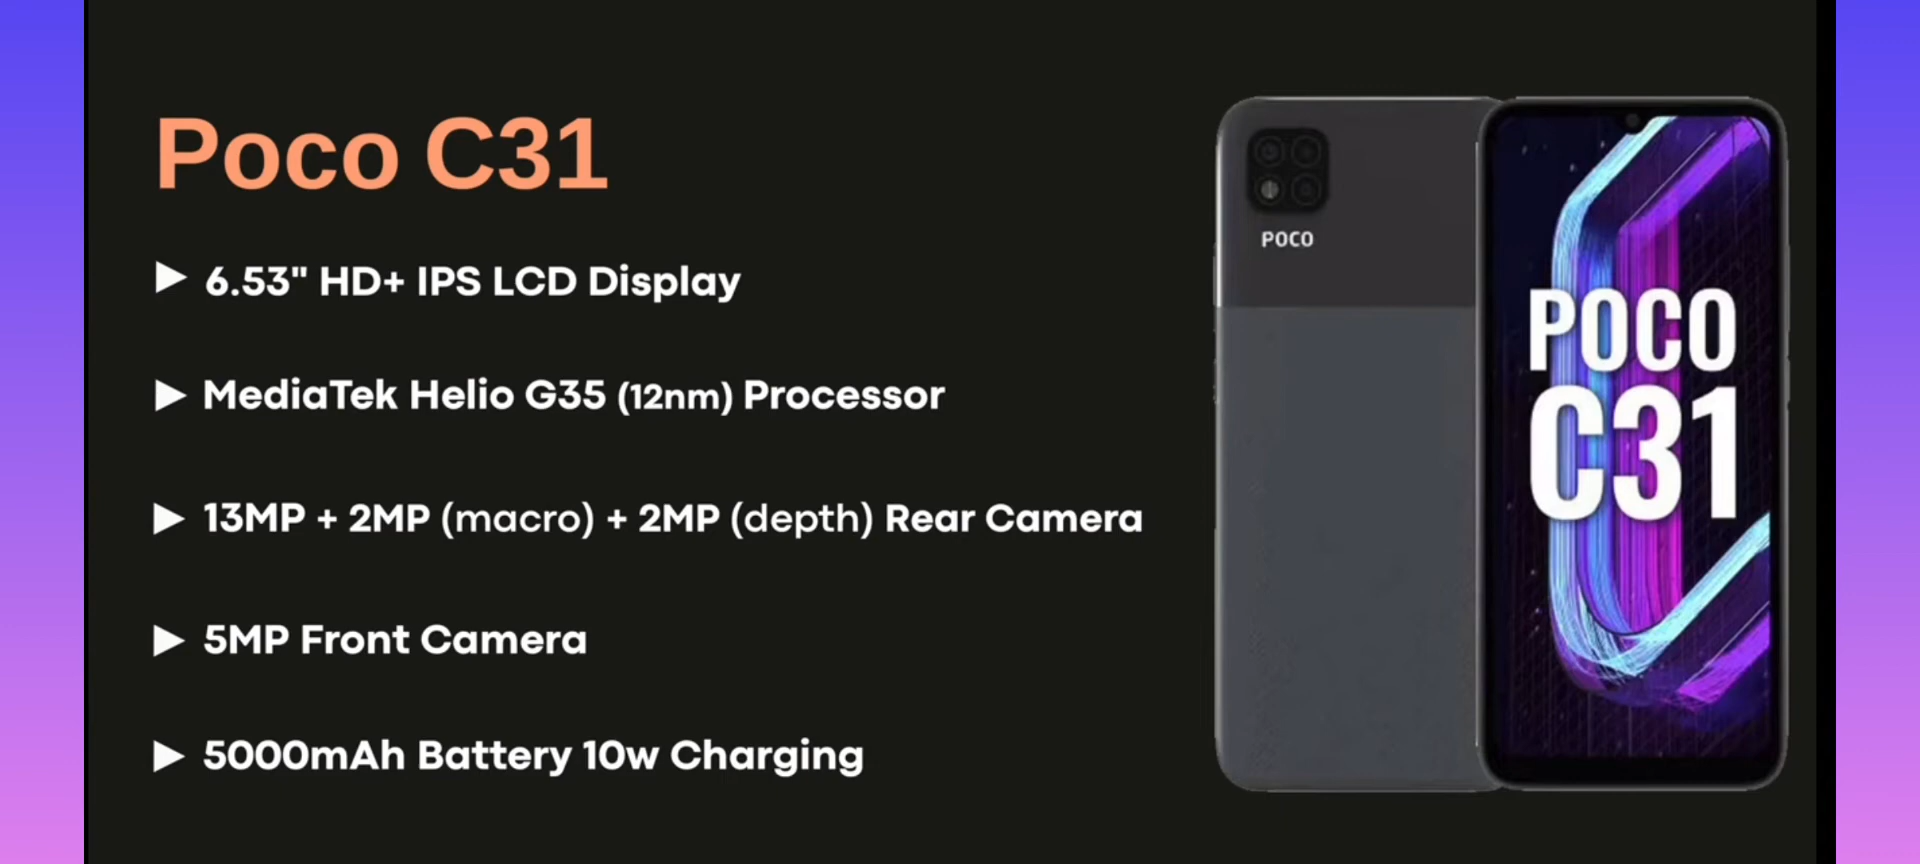 Poco C31
6.53" HD+ IPS LCD Display
MediaTek Helio G35 (12nm) Processor
13MP + 2MP (macro) + 2MP (depth) Rear Camera
5MP Front Camera
5000mAh Battery 10w Charging
POCO
POCO
C31